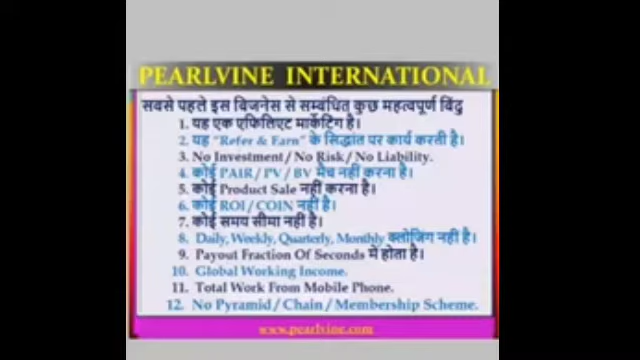 PEARLVINE INTERNATIONAL
सबसे पहले इस बिजनेस से सम्बंधित कुछ महत्वपूर्ण बिंदु
1. यह एक एफिलिएट मार्केटिंग है।
2. यह "Refer & Earn" के सिद्धांत पर कार्य करती है।
3. No Investment / No Risk / No Liability.
4. कोई PAIR / PV / BV मैच नहीं करना है।
5. कोई Product Sale नहीं करना है।
6. कोई ROI / COIN नहीं है।
7. कोई समय सीमा नहीं है।
8. Daily, Weekly, Quarterly, Monthly क्लोजिंग नहीं है।
9. Payout Fraction Of Seconds में होता है।
10. Global Working Income.
11. Total Work From Mobile Phone.
12. No Pyramid / Chain / Membership Scheme.
www.pearlvine.com